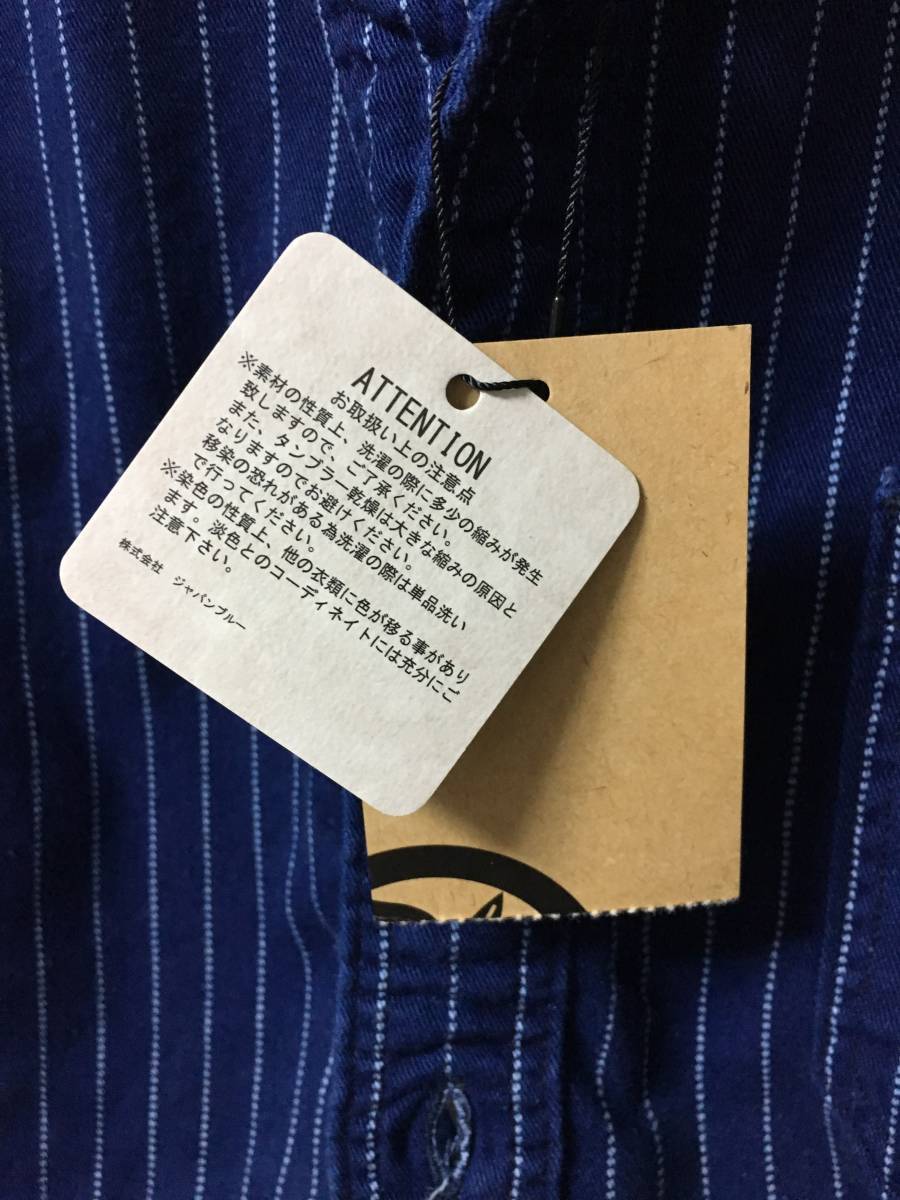 ATTENTION
お取扱い上の注意点
※素材の性質上、洗濯の際に多少の縮みが発生
致しますので、ご了承ください。
また、タンブラー乾燥は大きな縮みの原因と
なりますのでお避けください。
移染の恐れがある為洗濯の際は単品洗い
で行ってください。
※染色の性質上、他の衣類に色が移る事があり
ます。淡色とのコーディネイトには充分にご
注意下さい。
株式会社 ジャパンブルー